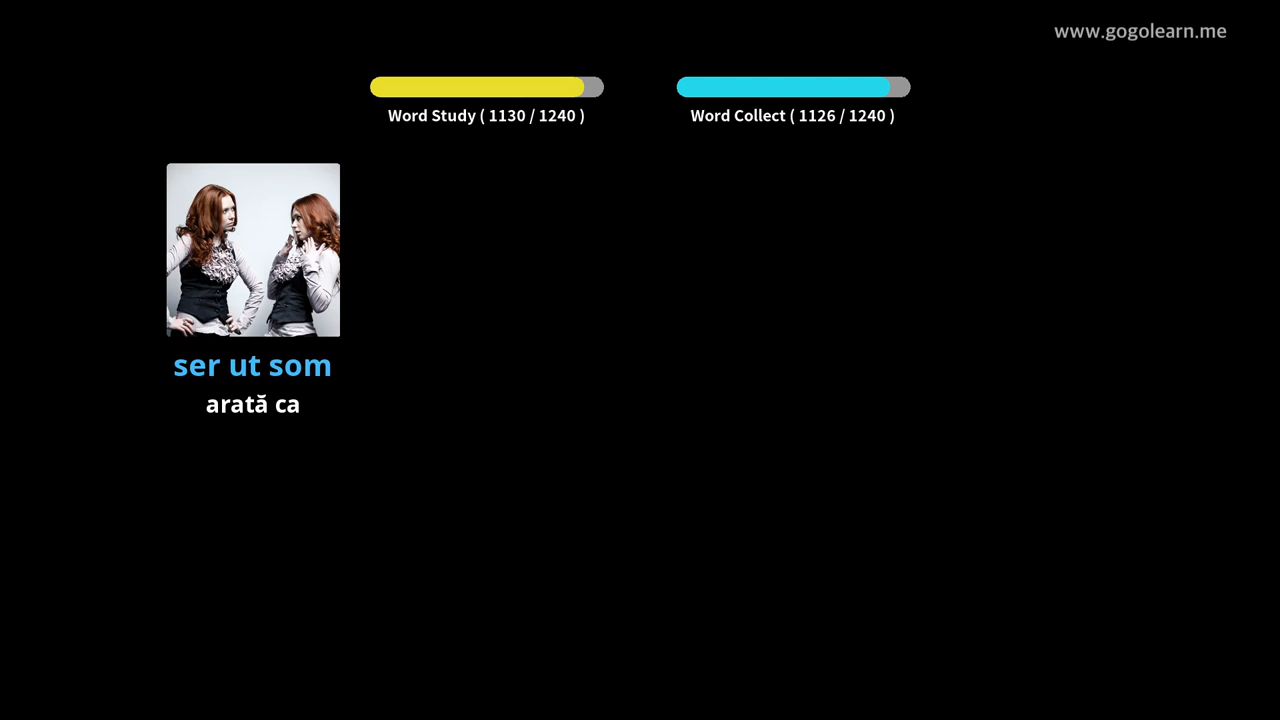 www.gogolearn.me
Word Study ( 1130 / 1240 )
Word Collect ( 1126 / 1240 )
ser ut som
arată ca